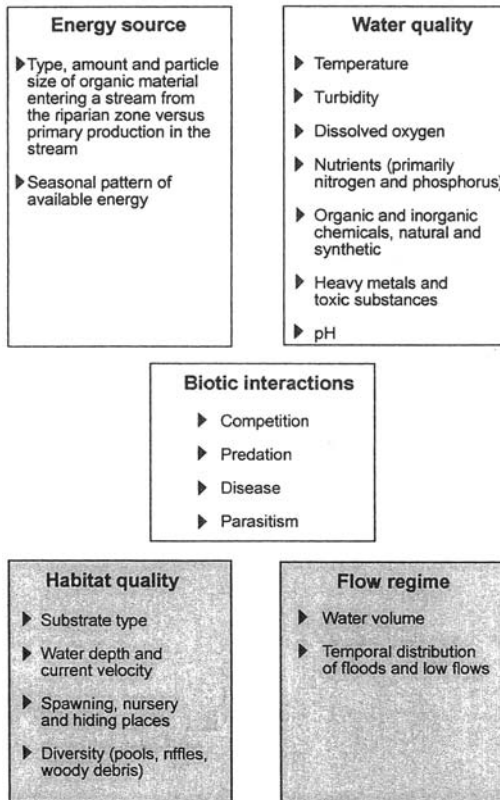 Energy source
Type, amount and particle
size of organic material
entering a stream from
the riparian zone versus
primary production in the
stream
Seasonal pattern of
available energy
Water quality
Temperature
Turbidity
Dissolved oxygen
Nutrients (primarily
nitrogen and phosphorus)
Organic and inorganic
chemicals, natural and
synthetic
Heavy metals and
toxic substances
pH
Biotic interactions
Competition
Predation
Disease
Parasitism
Habitat quality
Substrate type
Water depth and
current velocity
Spawning, nursery
and hiding places
Diversity (pools, riffles,
woody debris)
Flow regime
Water volume
Temporal distribution
of floods and low flows